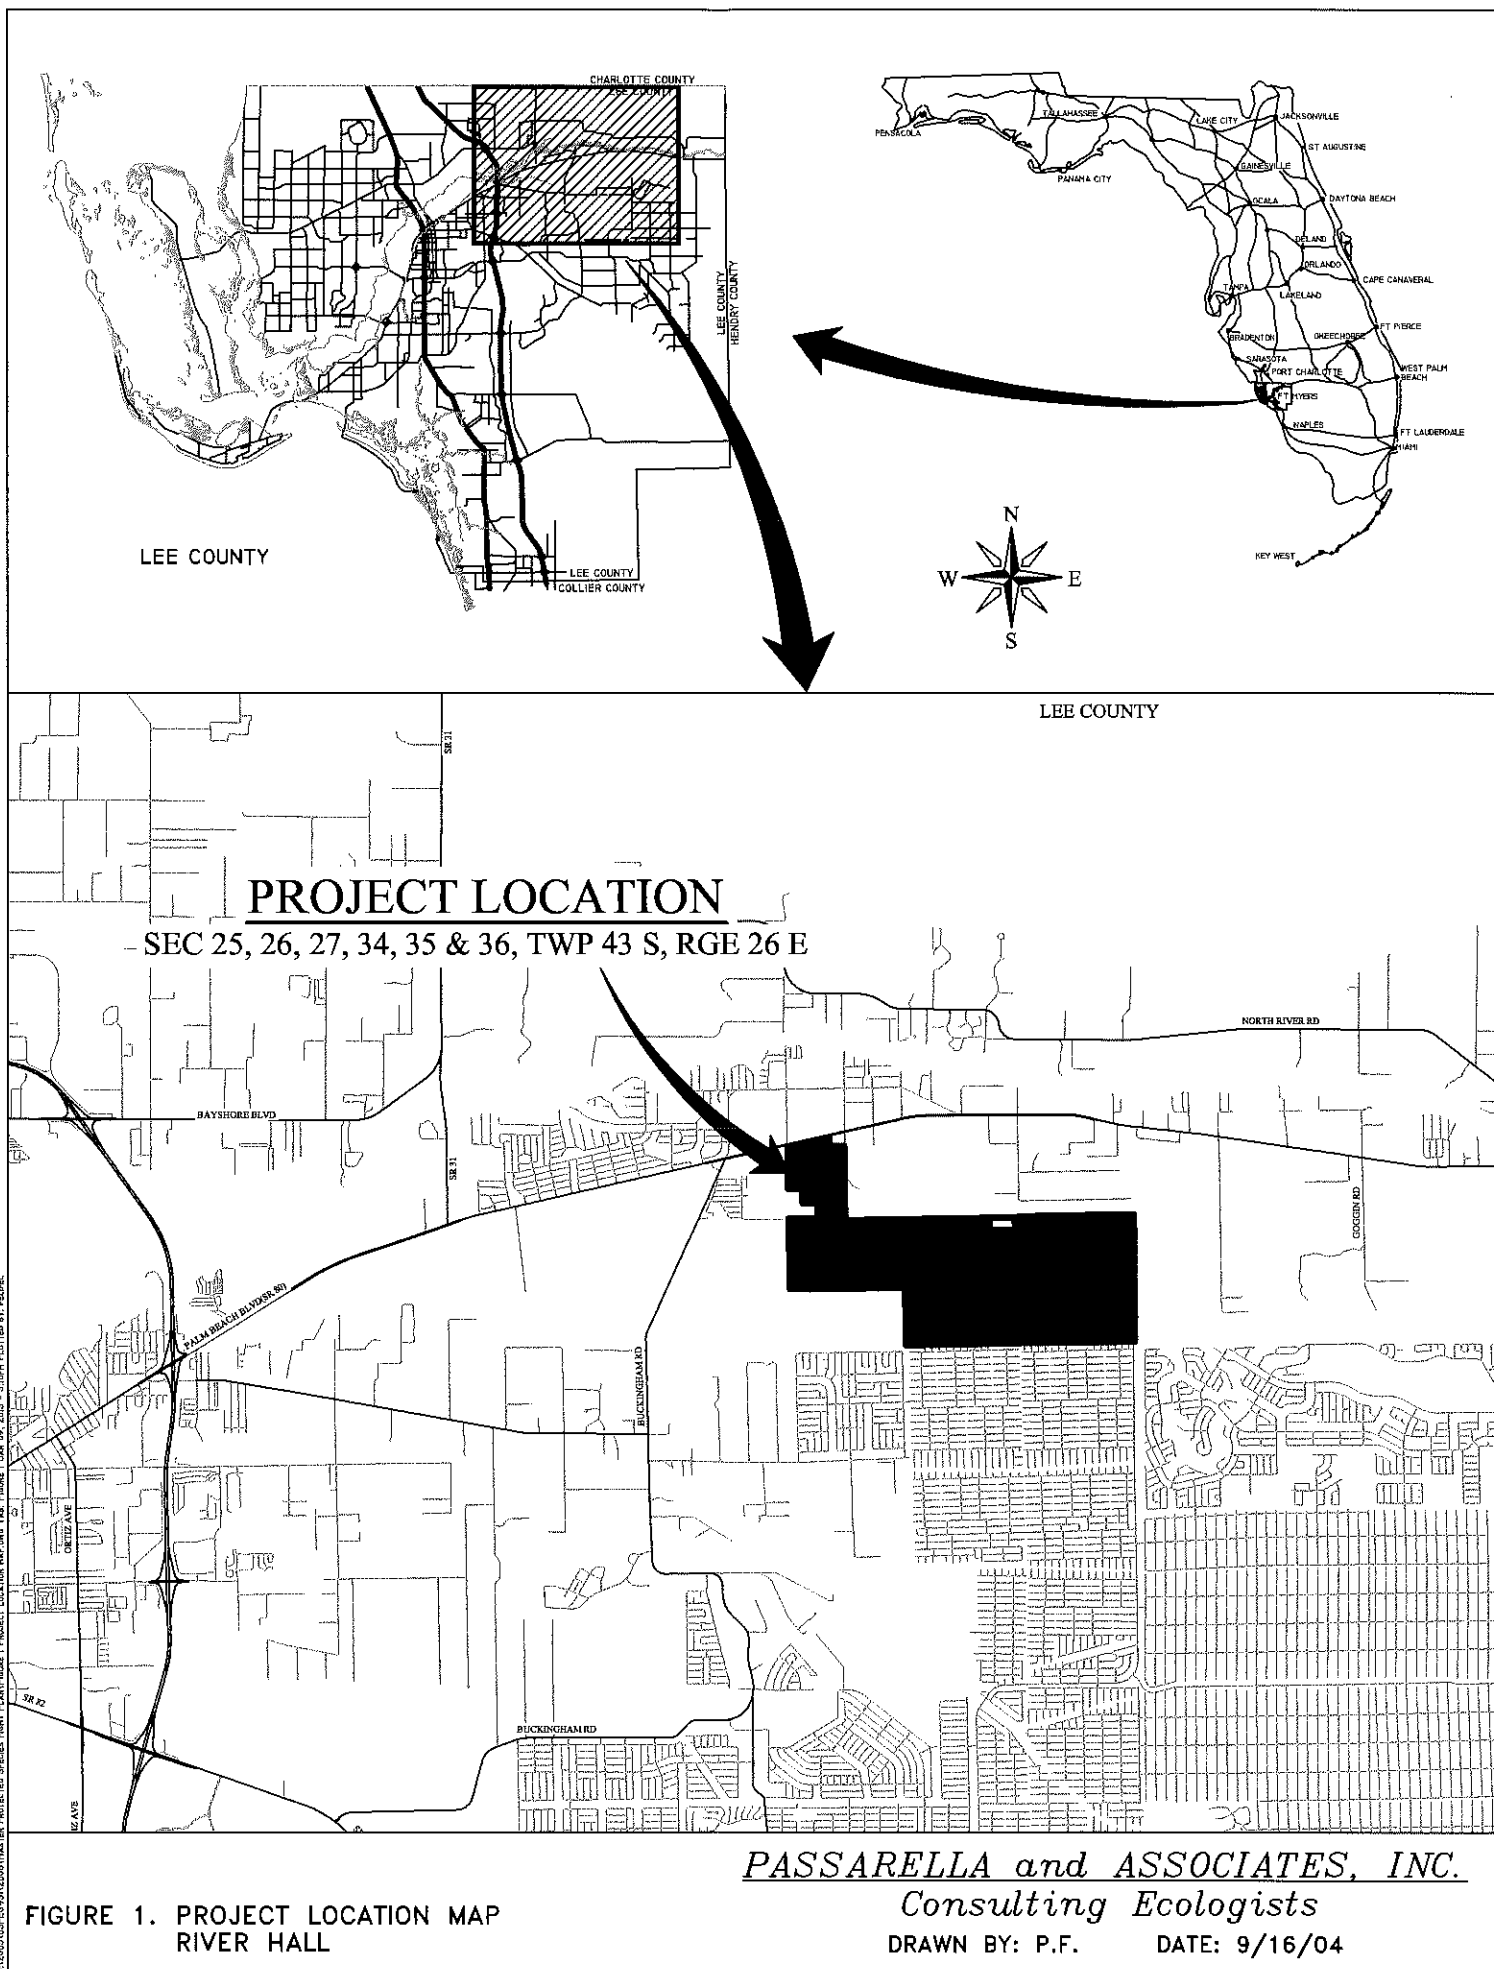 CHARLOTTE COUNTY
LEE COUNTY
LEE COUNTY
HENDRY COUNTY
LEE COUNTY
LEE COUNTY
COLLIER COUNTY
PENSACOLA
TALLAHASSEE
PANAMA CITY
LAKE CITY
JACKSONVILLE
ST AUGUSTINE
GAINESVILLE
OCALA
DAYTONA BEACH
DELAND
ORLANDO
CAPE CANAVERAL
TAMPA
LAKELAND
FT PIERCE
BRADENTON
OKEECHOBEE
SARASOTA
PORT CHARLOTTE
WEST PALM
BEACH
FT MYERS
NAPLES
FT LAUDERDALE
MIAMI
KEY WEST
N
W
E
S
LEE COUNTY
SR 31
PROJECT LOCATION
SEC 25, 26, 27, 34, 35 & 36, TWP 43 S, RGE 26 E
NORTH RIVER RD
BAYSHORE BLVD
SR 31
GOGGIN RD
PALM BEACH BLVD(SR 80)
BUCKINGHAM RD
ORTIZ AVE
SR 82
BUCKINGHAM RD
IZ AVE
PASSARELLA and ASSOCIATES, INC.
Consulting Ecologists
DRAWN BY: P.F. DATE: 9/16/04
FIGURE 1. PROJECT LOCATION MAP
RIVER HALL